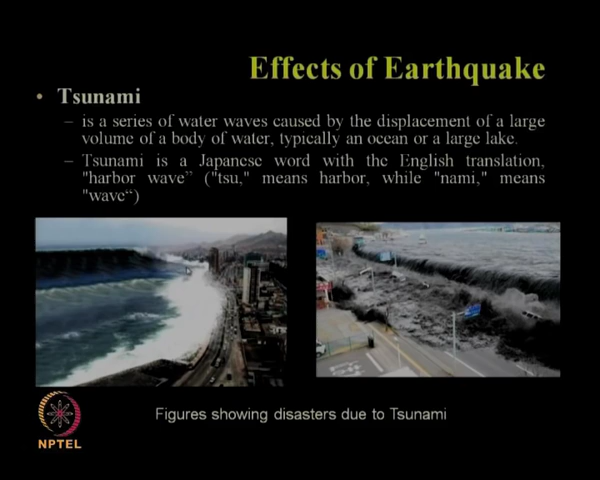 Effects of Earthquake
• Tsunami
– is a series of water waves caused by the displacement of a large
volume of a body of water, typically an ocean or a large lake.
– Tsunami is a Japanese word with the English translation,
"harbor wave” ("tsu," means harbor, while "nami," means
"wave“)
Figures showing disasters due to Tsunami
NPTEL